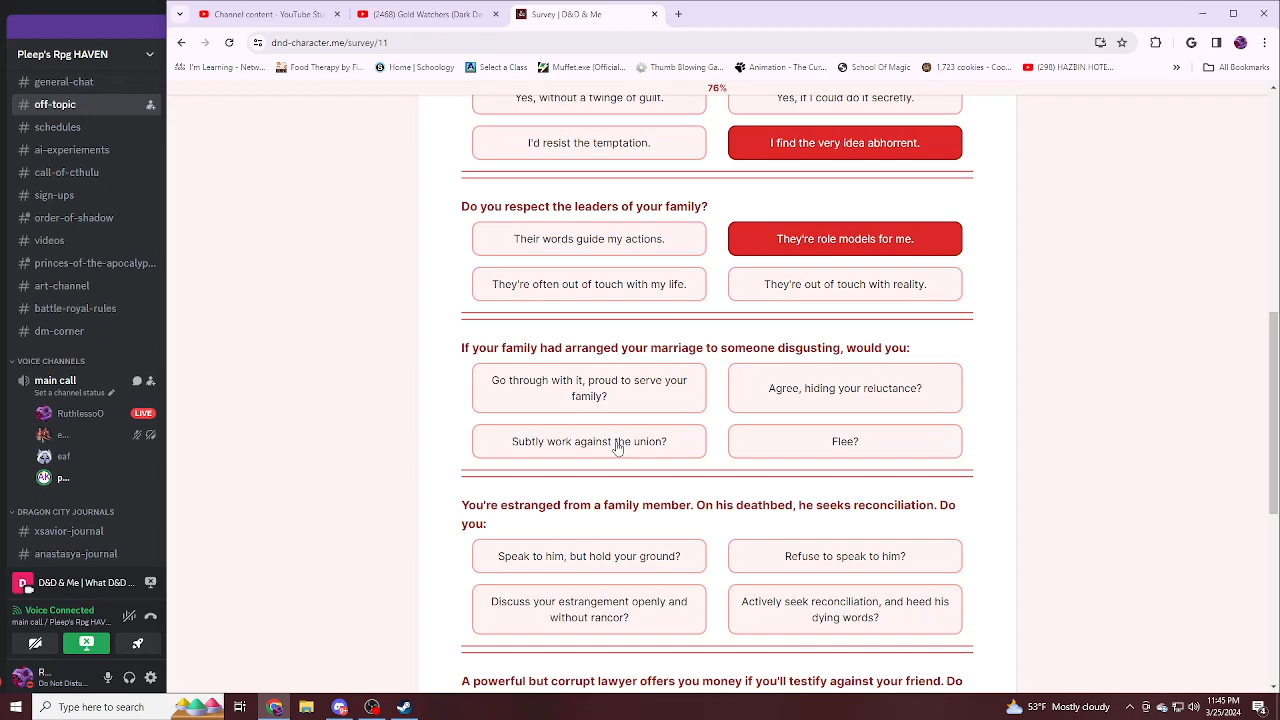 Channel content - YouTube Stu
(2468) Gold Watchers (Dark Do
Survey | D&D & Me
dnd-character.me/survey/11
I'm Learning - Netw...
Food Therapy by Fi...
Home | Schoology
Select a Class
Muffet.exe (Official...
Thumb Blowing Ga...
Animation - The Cur...
School Of Magic
1,723 cookies - Coo...
(298) HAZBIN HOTE...
All Bookmarks
76%
Pleep's Rpg HAVEN
general-chat
off-topic
schedules
ai-experiements
call-of-cthulu
sign-ups
order-of-shadow
videos
princes-of-the-apocalyp...
art-channel
battle-royal-rules
dm-corner
VOICE CHANNELS
main call
Set a channel status
RuthlessoO LIVE
e...
eaf
AK p...
DRAGON CITY JOURNALS
xsavior-journal
anastasya-journal
D D&D & Me | What D&D ...
Voice Connected
main call / Pleep's Rpg HAV...
R...
Do Not Distu...
Yes, without a twinge of guilt.
Yes, if I could do it secretly.
I'd resist the temptation.
I find the very idea abhorrent.
Do you respect the leaders of your family?
Their words guide my actions.
They're role models for me.
They're often out of touch with my life.
They're out of touch with reality.
If your family had arranged your marriage to someone disgusting, would you:
Go through with it, proud to serve your
family?
Agree, hiding your reluctance?
Subtly work against the union?
Flee?
You're estranged from a family member. On his deathbed, he seeks reconciliation. Do
you:
Speak to him, but hold your ground?
Refuse to speak to him?
Discuss your estrangement openly and
without rancor?
Actively seek reconciliation, and heed his
dying words?
A powerful but corrupt lawyer offers you money if you'll testify against your friend. Do
Type here to search
53°F Mostly cloudy
11:45 PM
3/25/2024